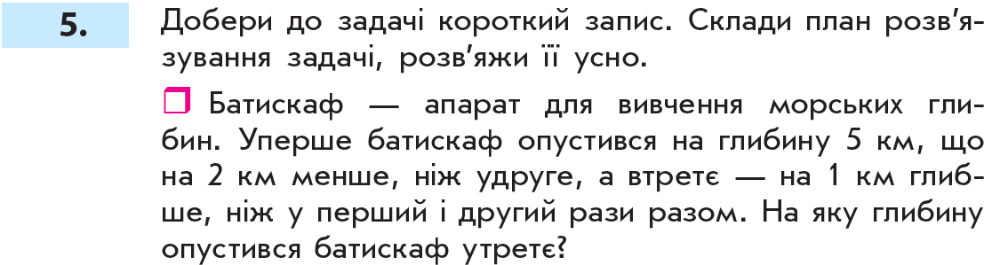 5.
Добери до задачі короткий запис. Склади план розв’я-
зування задачі, розв’яжи її усно.
Батискаф — апарат для вивчення морських гли-
бин. Уперше батискаф опустився на глибину 5 км, що
на 2 км менше, ніж удруге, а втретє — на 1 км глиб-
ше, ніж у перший і другий рази разом. На яку глибину
опустився батискаф утретє?